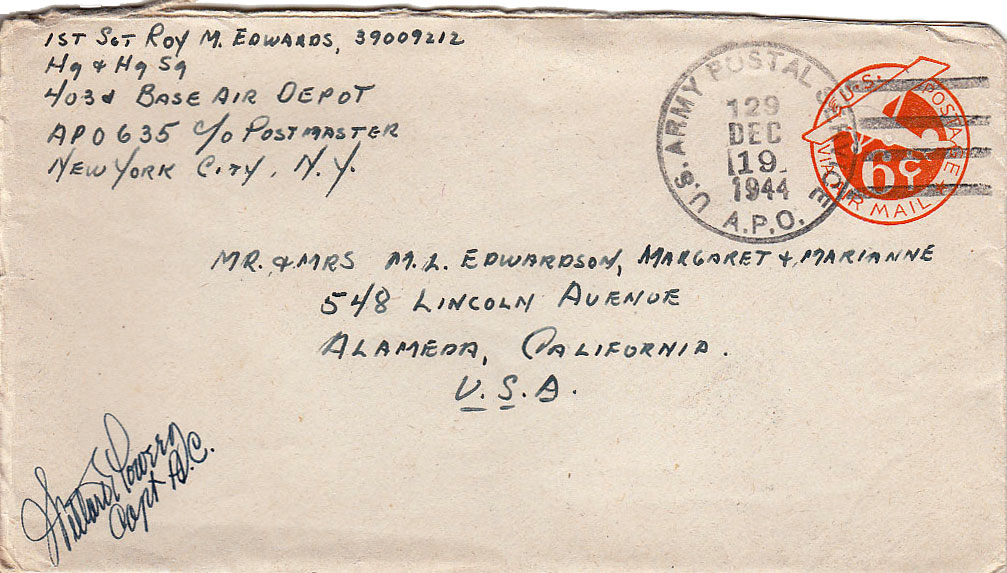 1ST SGT ROY M. EDWARDS, 39009212
Hq & Hq Sq
403d BASE AIR DEPOT
APO 635 C/O POSTMASTER
NEW YORK CITY, N.Y.
U.S. ARMY POSTAL SERVICE
129
DEC
19
1944
A.P.O.
U.S. POSTAGE
6¢
VIA AIR MAIL
MR. & MRS M.L. EDWARDSON, MARGARET & MARIANNE
548 LINCOLN AVENUE
ALAMEDA, CALIFORNIA.
U.S.A.
Capt A.C.